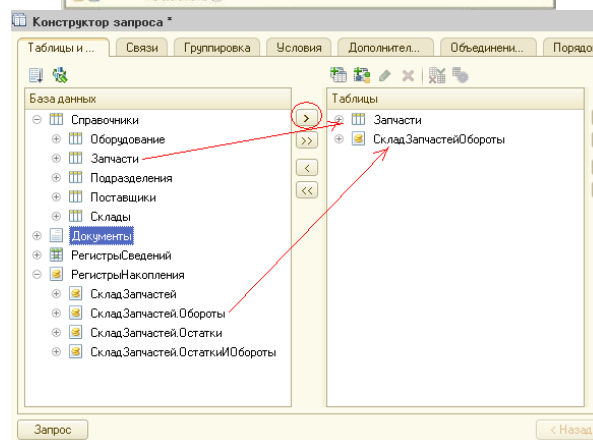 Конструктор запроса *
Таблицы и ...
Связи
Группировка
Условия
Дополнител...
Объединени...
Порядо
База данных
Таблицы
Справочники
Оборудование
Запчасти
Подразделения
Поставщики
Склады
Документы
РегистрыСведений
РегистрыНакопления
СкладЗапчастей
СкладЗапчастей.Обороты
СкладЗапчастей.Остатки
СкладЗапчастей.ОстаткиИОбороты
>
>>
<
<<
Запчасти
СкладЗапчастейОбороты
Запрос
< Назад